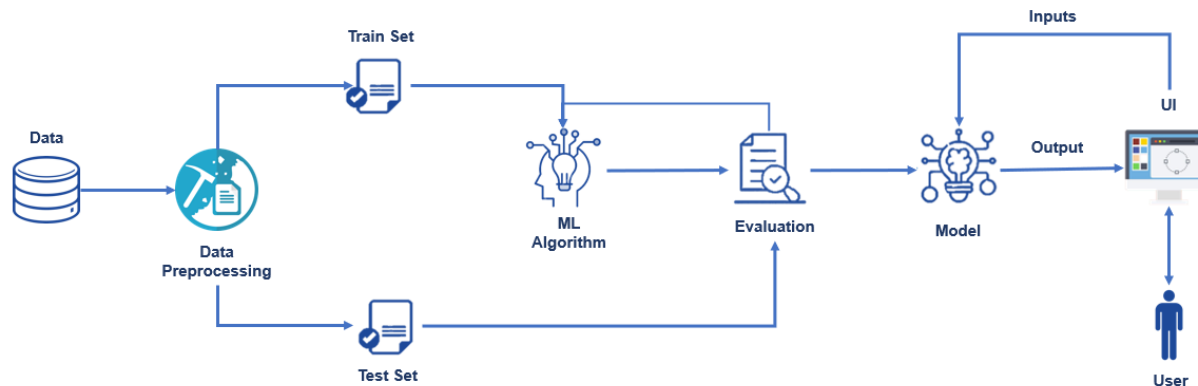 Inputs
Train Set
UI
Data
Output
ML
Algorithm
Evaluation
Model
Data
Preprocessing
Test Set
User